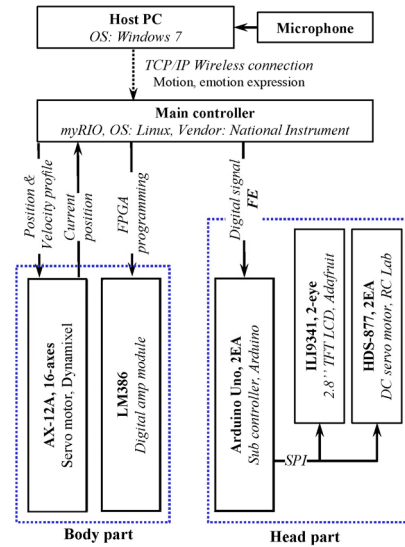 Host PC
OS: Windows 7
Microphone
TCP/IP Wireless connection
Motion, emotion expression
Main controller
myRIO, OS: Linux, Vendor: National Instrument
Position &
Velocity profile
Current
position
FPGA
programming
Digital signal
FE
AX-12A, 16-axes
Servo motor, Dynamixel
LM386
Digital amp module
Arduino Uno, 2EA
Sub controller, Arduino
SPI
ILI9341, 2-eye
2.8’’ TFT LCD, Adafruit
HDS-877, 2EA
DC servo motor, RC Lab
Body part
Head part